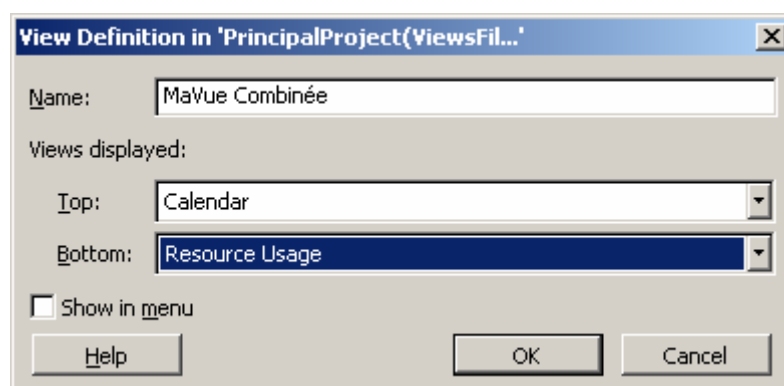 View Definition in 'PrincipalProject(ViewsFil...'
Name: MaVue Combinée
Views displayed:
Top: Calendar
Bottom: Resource Usage
Show in menu
Help OK Cancel